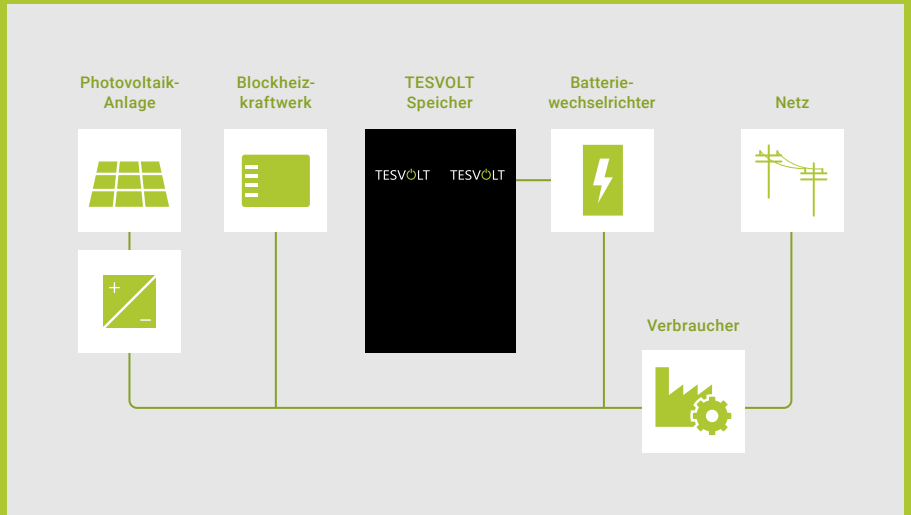 Photovoltaik-
Anlage
Blockheiz-
kraftwerk
TESVOLT
Speicher
Batterie-
wechselrichter
Netz
TESVOLT TESVOLT
Verbraucher